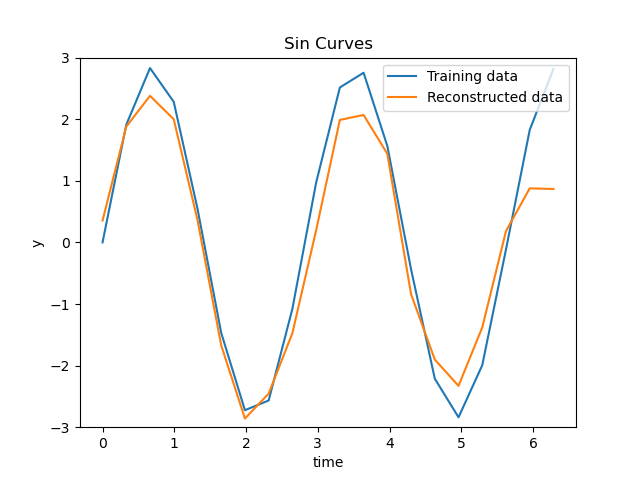 Sin Curves
Training data
Reconstructed data
3
2
1
0
−1
−2
−3
y
0 1 2 3 4 5 6
time